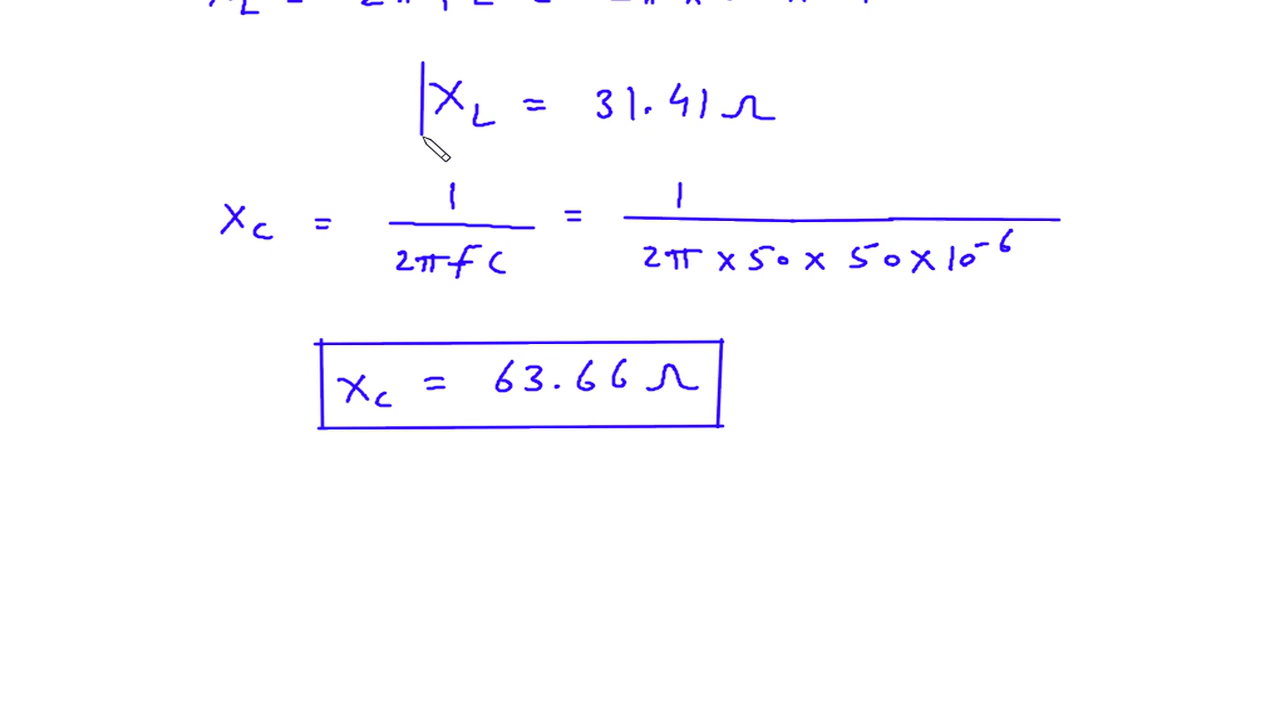 X_L = 31.41 Ω
X_C = 1/(2πfC) = 1/(2π × 50 × 50 × 10^-6)
X_C = 63.66 Ω